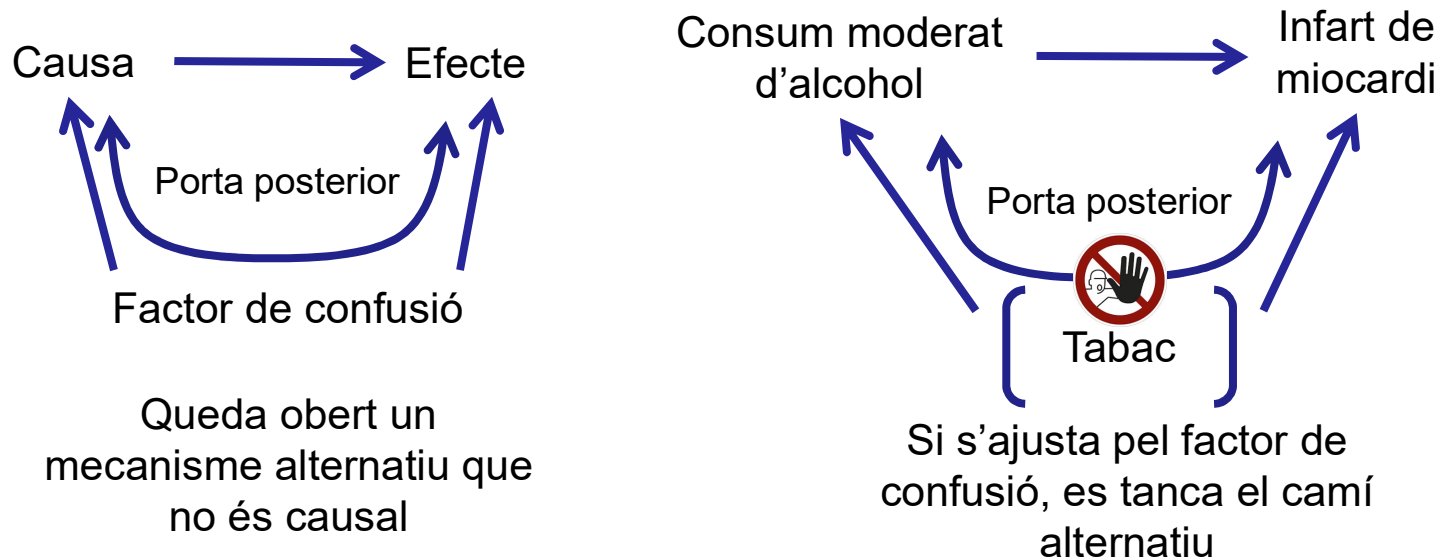 Causa
Efecte
Porta posterior
Factor de confusió
Queda obert un
mecanisme alternatiu que
no és causal
Consum moderat
d’alcohol
Infart de
miocardi
Porta posterior
Tabac
Si s’ajusta pel factor de
confusió, es tanca el camí
alternatiu